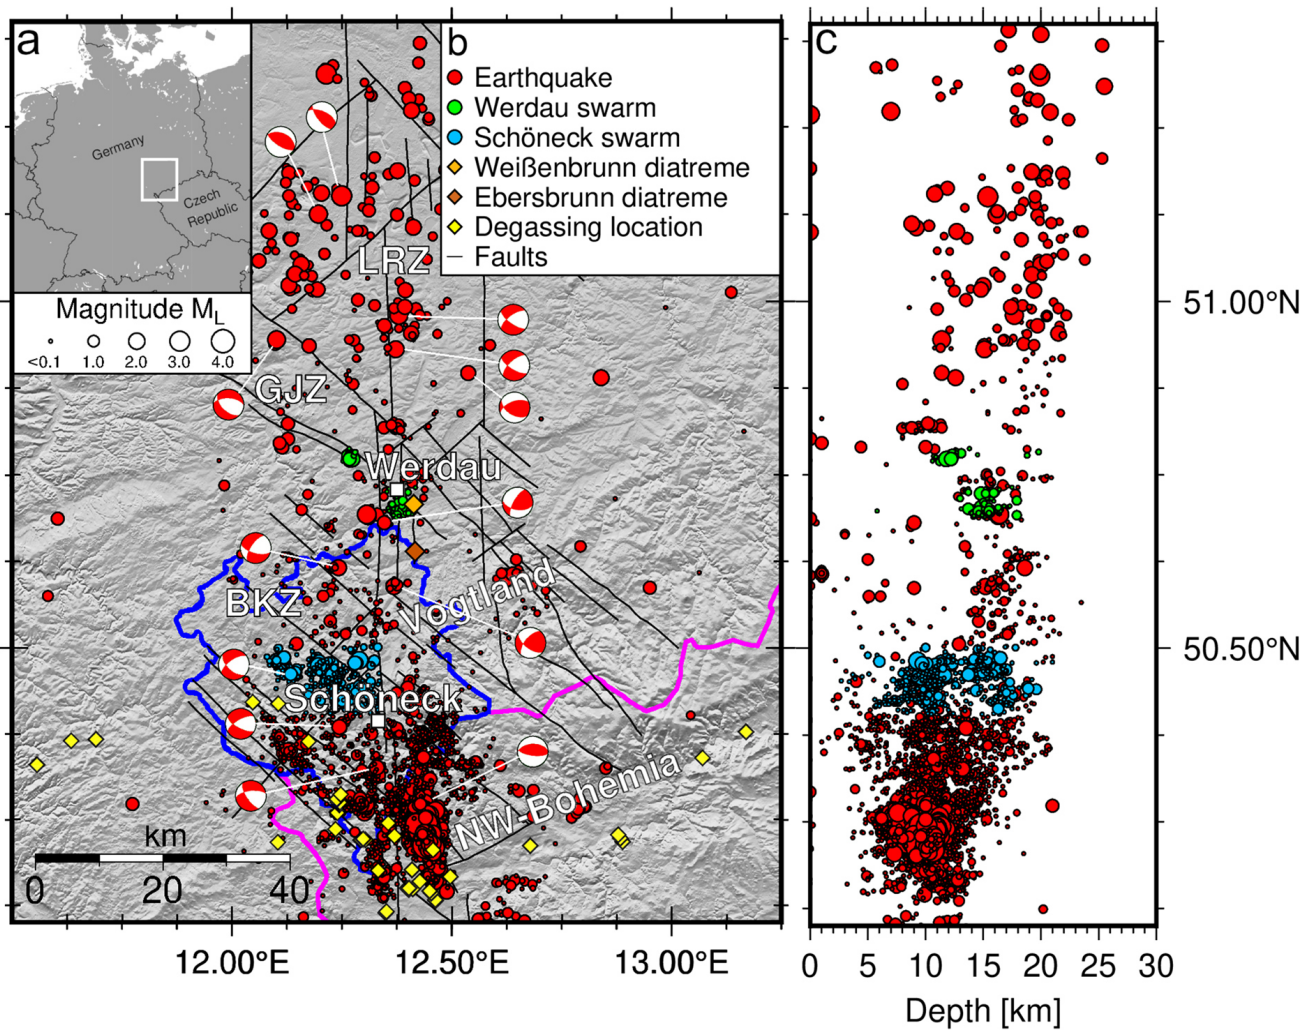 a
Germany
Czech
Republic
Magnitude ML
<0.1 1.0 2.0 3.0 4.0
b
Earthquake
Werdau swarm
Schöneck swarm
Weißenbrunn diatreme
Ebersbrunn diatreme
Degassing location
Faults
LRZ
GJZ
Werdau
BKZ
Vogtland
Schöneck
NW-Bohemia
km
0 20 40
12.00°E 12.50°E 13.00°E
c
51.00°N
50.50°N
0 5 10 15 20 25 30
Depth [km]